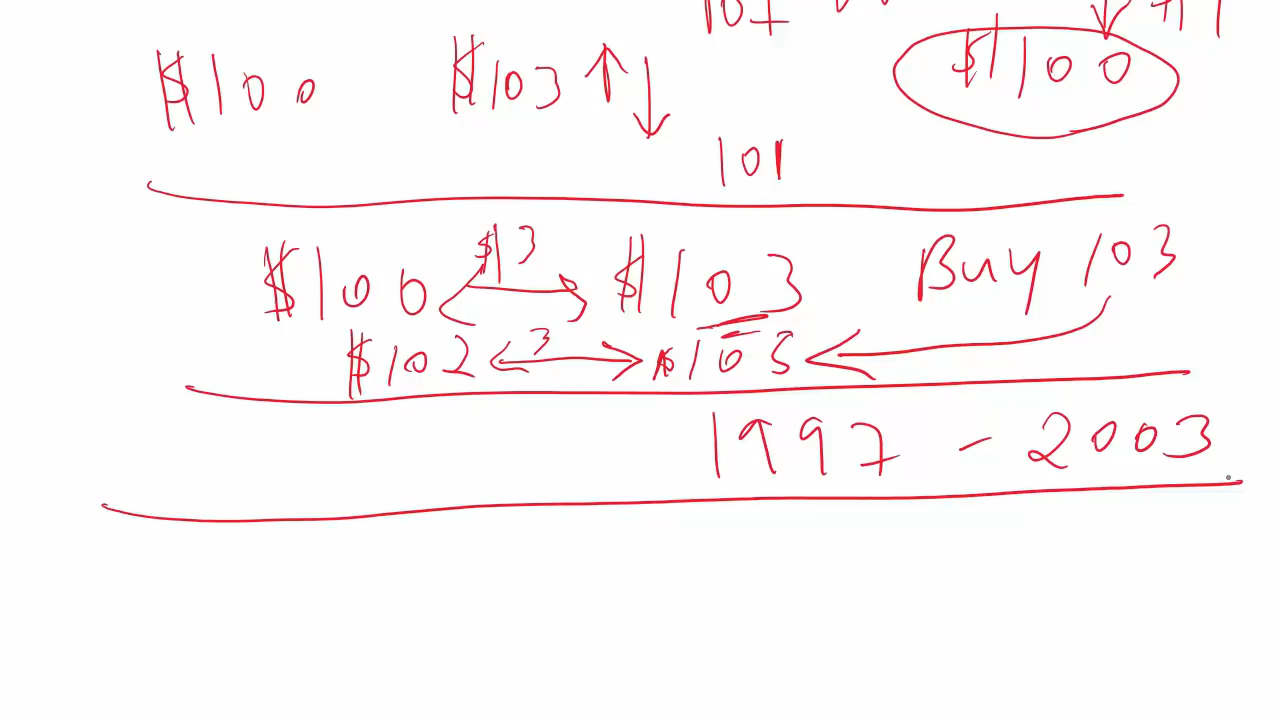 $100 $103 $100
101
$100 $3 $103 Buy 103
$102 3 $105
1997 - 2003